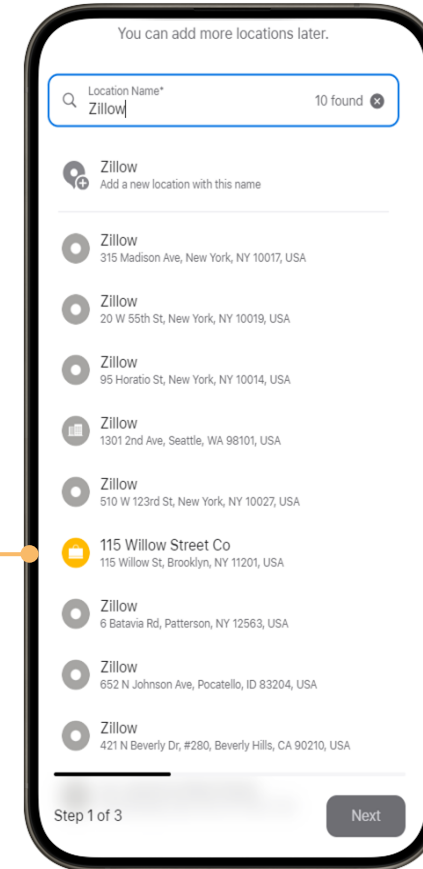 You can add more locations later.
Location Name*
Zillow
10 found
Zillow
Add a new location with this name
Zillow
315 Madison Ave, New York, NY 10017, USA
Zillow
20 W 55th St, New York, NY 10019, USA
Zillow
95 Horatio St, New York, NY 10014, USA
Zillow
1301 2nd Ave, Seattle, WA 98101, USA
Zillow
510 W 123rd St, New York, NY 10027, USA
115 Willow Street Co
115 Willow St, Brooklyn, NY 11201, USA
Zillow
6 Batavia Rd, Patterson, NY 12563, USA
Zillow
652 N Johnson Ave, Pocatello, ID 83204, USA
Zillow
421 N Beverly Dr, #280, Beverly Hills, CA 90210, USA
Step 1 of 3
Next